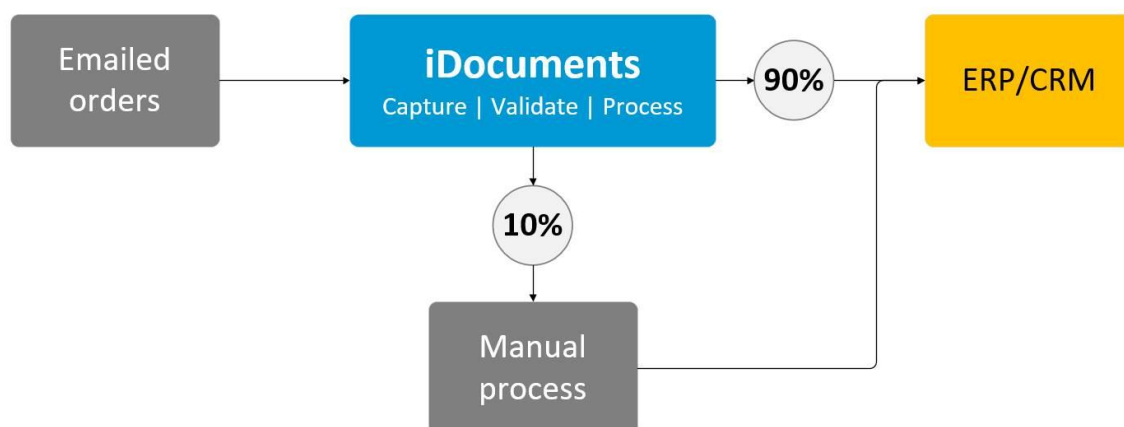 Emailed
orders
iDocuments
Capture | Validate | Process
90%
ERP/CRM
10%
Manual
process